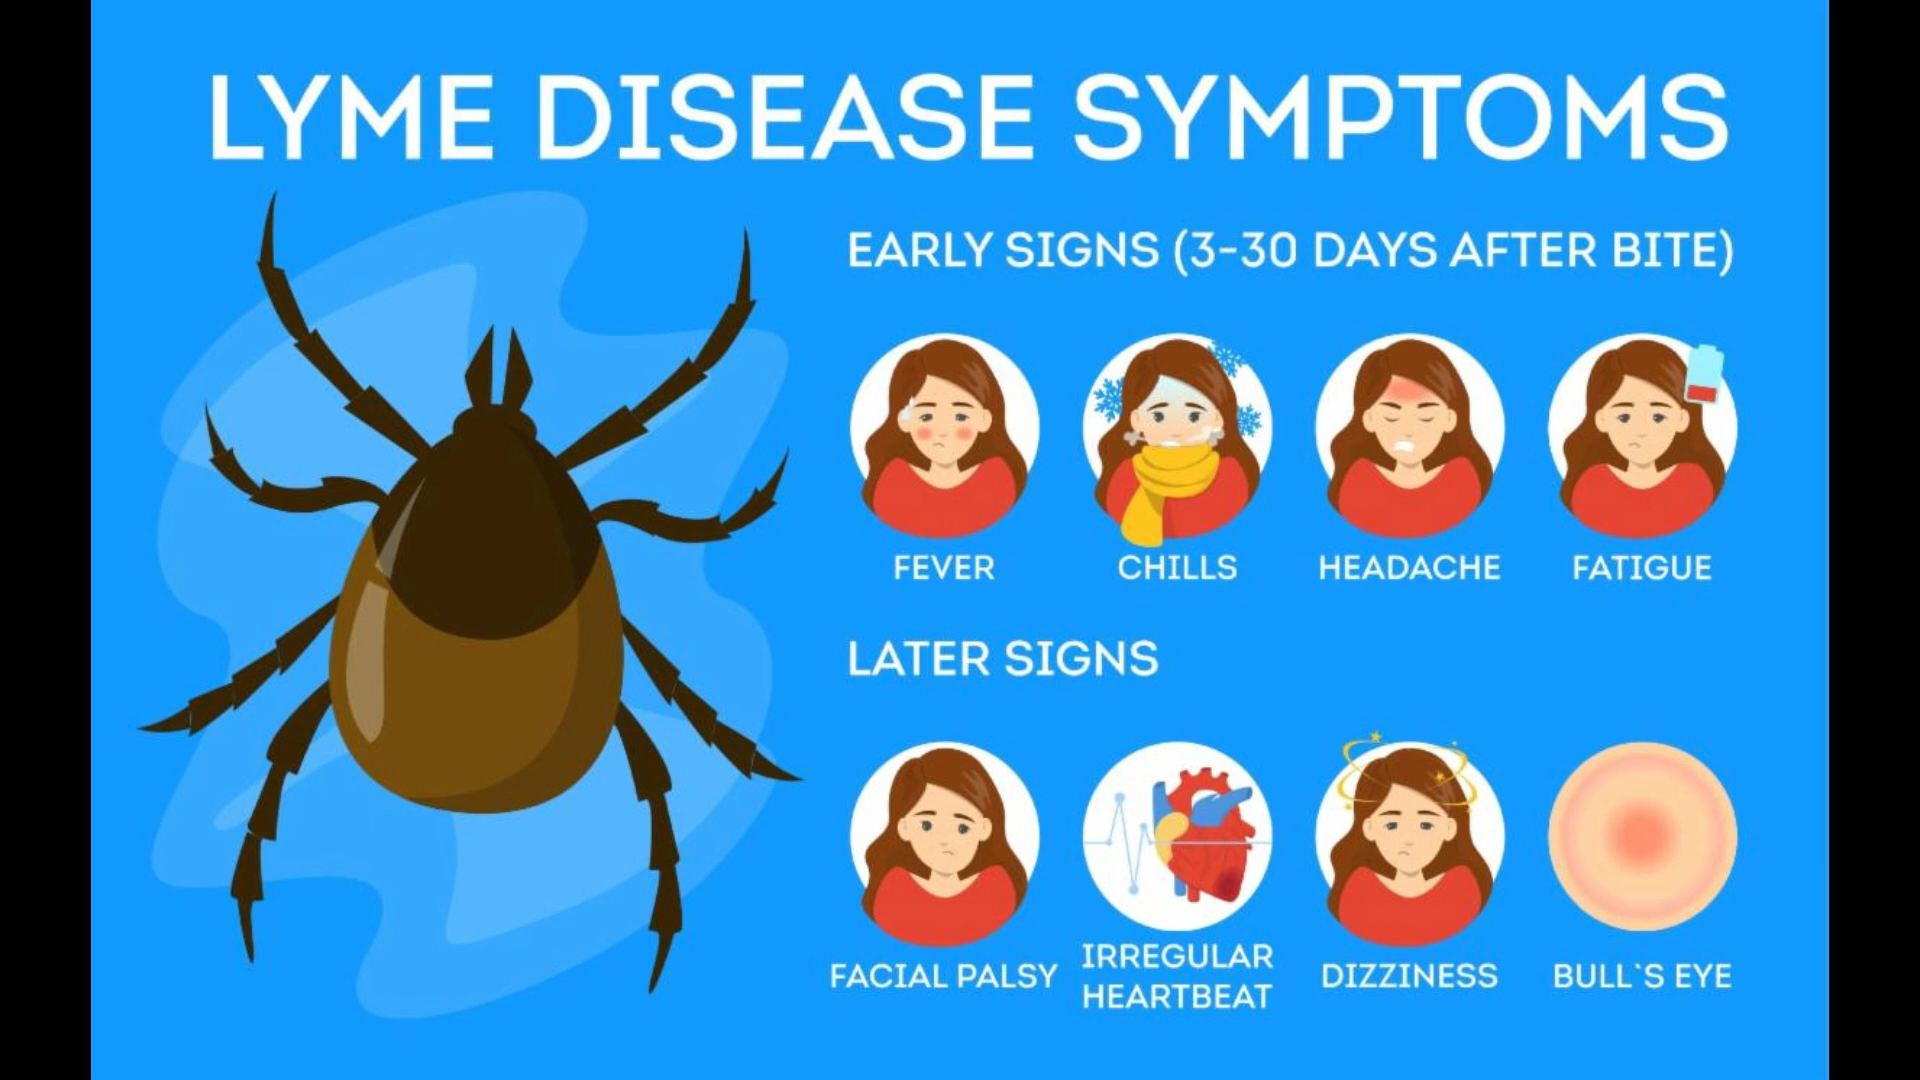 LYME DISEASE SYMPTOMS
EARLY SIGNS (3-30 DAYS AFTER BITE)
FEVER
CHILLS
HEADACHE
FATIGUE
LATER SIGNS
FACIAL PALSY
IRREGULAR
HEARTBEAT
DIZZINESS
BULL`S EYE